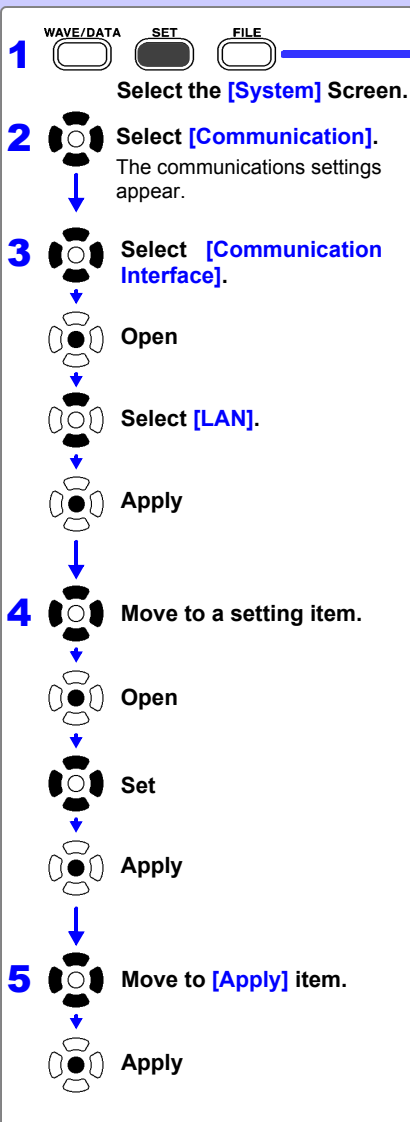 WAVE/DATA SET FILE
1
Select the [System] Screen.
2 Select [Communication].
The communications settings
appear.
3 Select [Communication
Interface].
Open
Select [LAN].
Apply
4 Move to a setting item.
Open
Set
Apply
5 Move to [Apply] item.
Apply